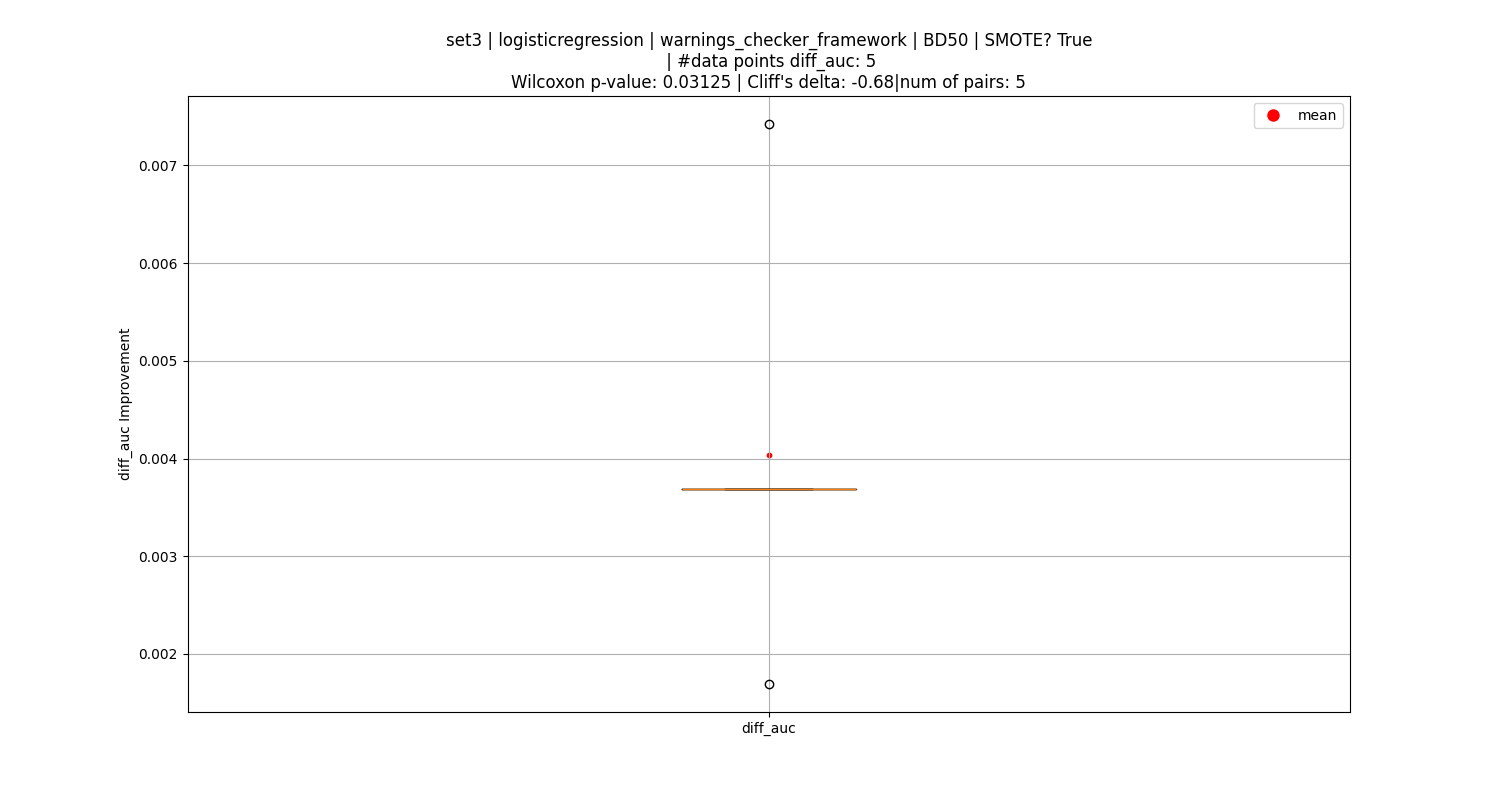 set3 | logisticregression | warnings_checker_framework | BD50 | SMOTE? True
| #data points diff_auc: 5
Wilcoxon p-value: 0.03125 | Cliff's delta: -0.68|num of pairs: 5
mean
0.007
0.006
0.005
0.004
0.003
0.002
diff_auc Improvement
diff_auc